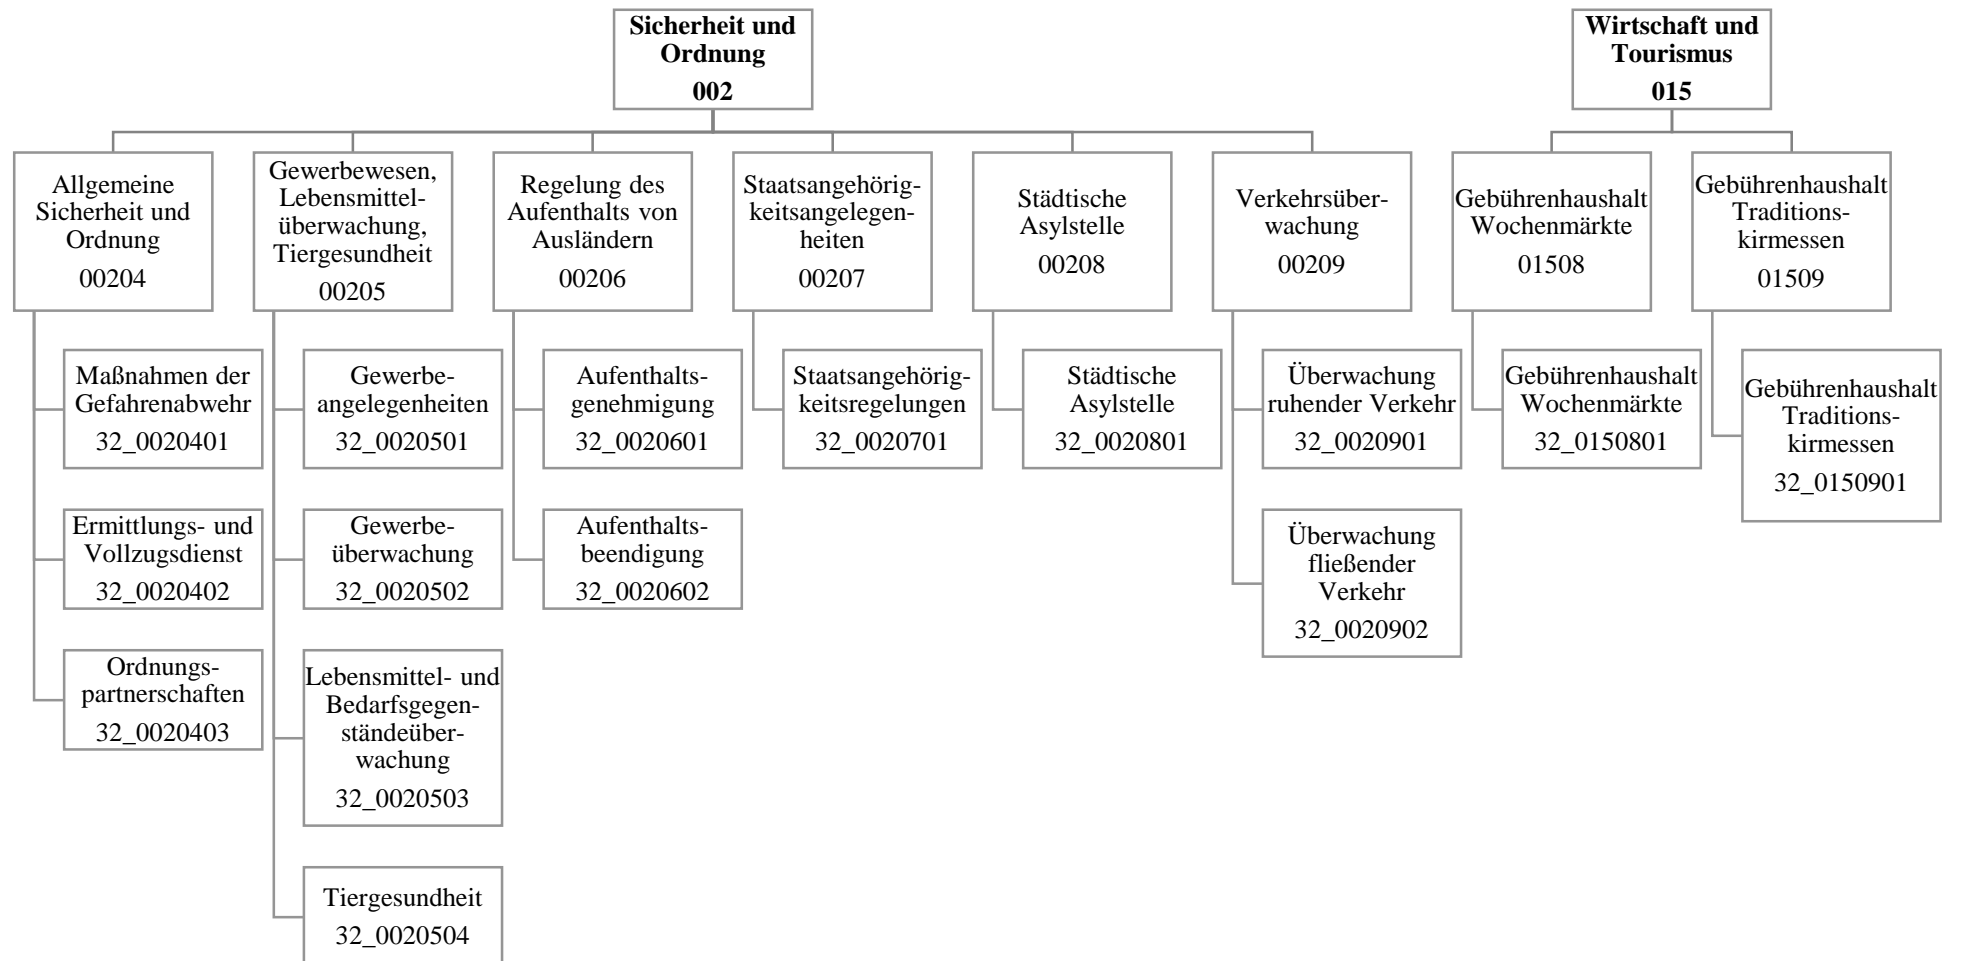 Sicherheit und
Ordnung
002
Wirtschaft und
Tourismus
015
Allgemeine
Sicherheit und
Ordnung
00204
Gewerbewesen,
Lebensmittel-
überwachung,
Tiergesundheit
00205
Regelung des
Aufenthalts von
Ausländern
00206
Staatsangehörig-
keitsangelegen-
heiten
00207
Städtische
Asylstelle
00208
Verkehrsüber-
wachung
00209
Gebührenhaushalt
Wochenmärkte
01508
Gebührenhaushalt
Traditions-
kirmessen
01509
Maßnahmen der
Gefahrenabwehr
32_0020401
Gewerbe-
angelegenheiten
32_0020501
Aufenthalts-
genehmigung
32_0020601
Staatsangehörig-
keitsregelungen
32_0020701
Städtische
Asylstelle
32_0020801
Überwachung
ruhender Verkehr
32_0020901
Gebührenhaushalt
Wochenmärkte
32_0150801
Gebührenhaushalt
Traditions-
kirmessen
32_0150901
Ermittlungs- und
Vollzugsdienst
32_0020402
Gewerbe-
überwachung
32_0020502
Aufenthalts-
beendigung
32_0020602
Überwachung
fließender
Verkehr
32_0020902
Ordnungs-
partnerschaften
32_0020403
Lebensmittel- und
Bedarfsgegen-
ständeüber-
wachung
32_0020503
Tiergesundheit
32_0020504